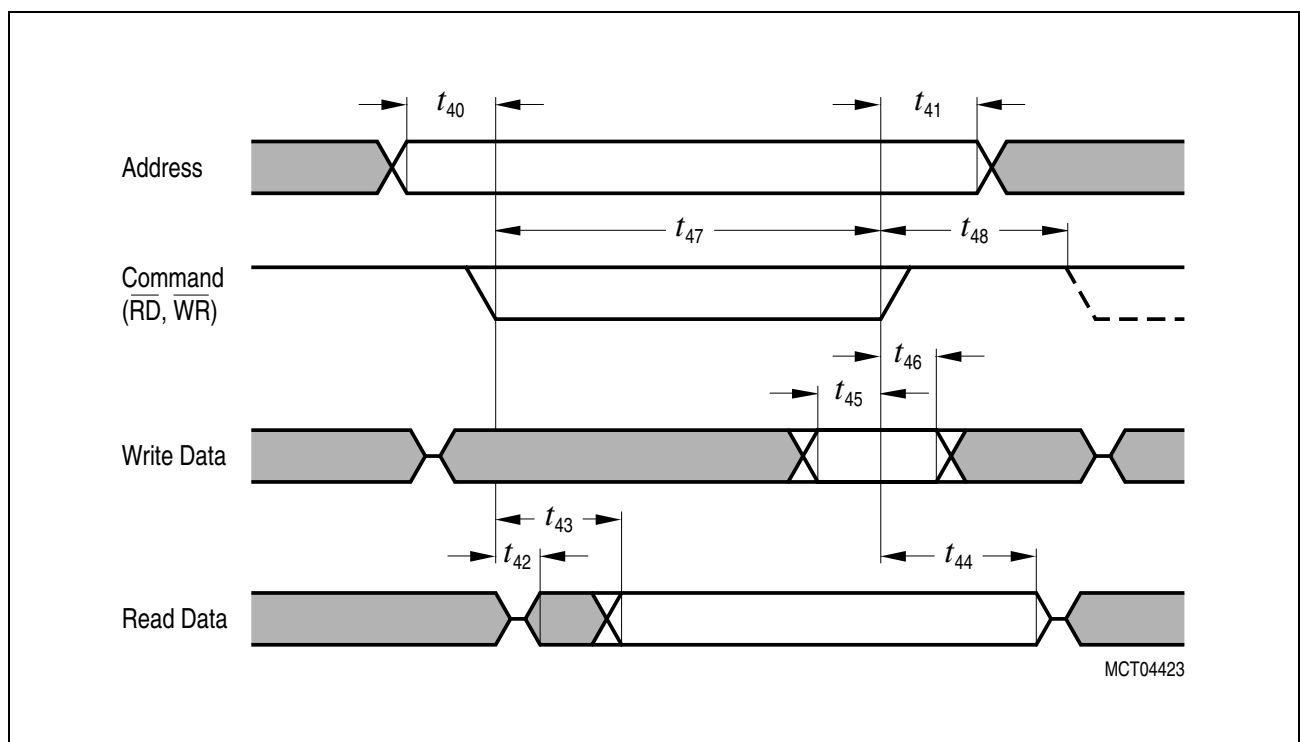 t40
t41
Address
t47
t48
Command
(RD, WR)
t46
t45
Write Data
t43
t42
t44
Read Data
MCT04423